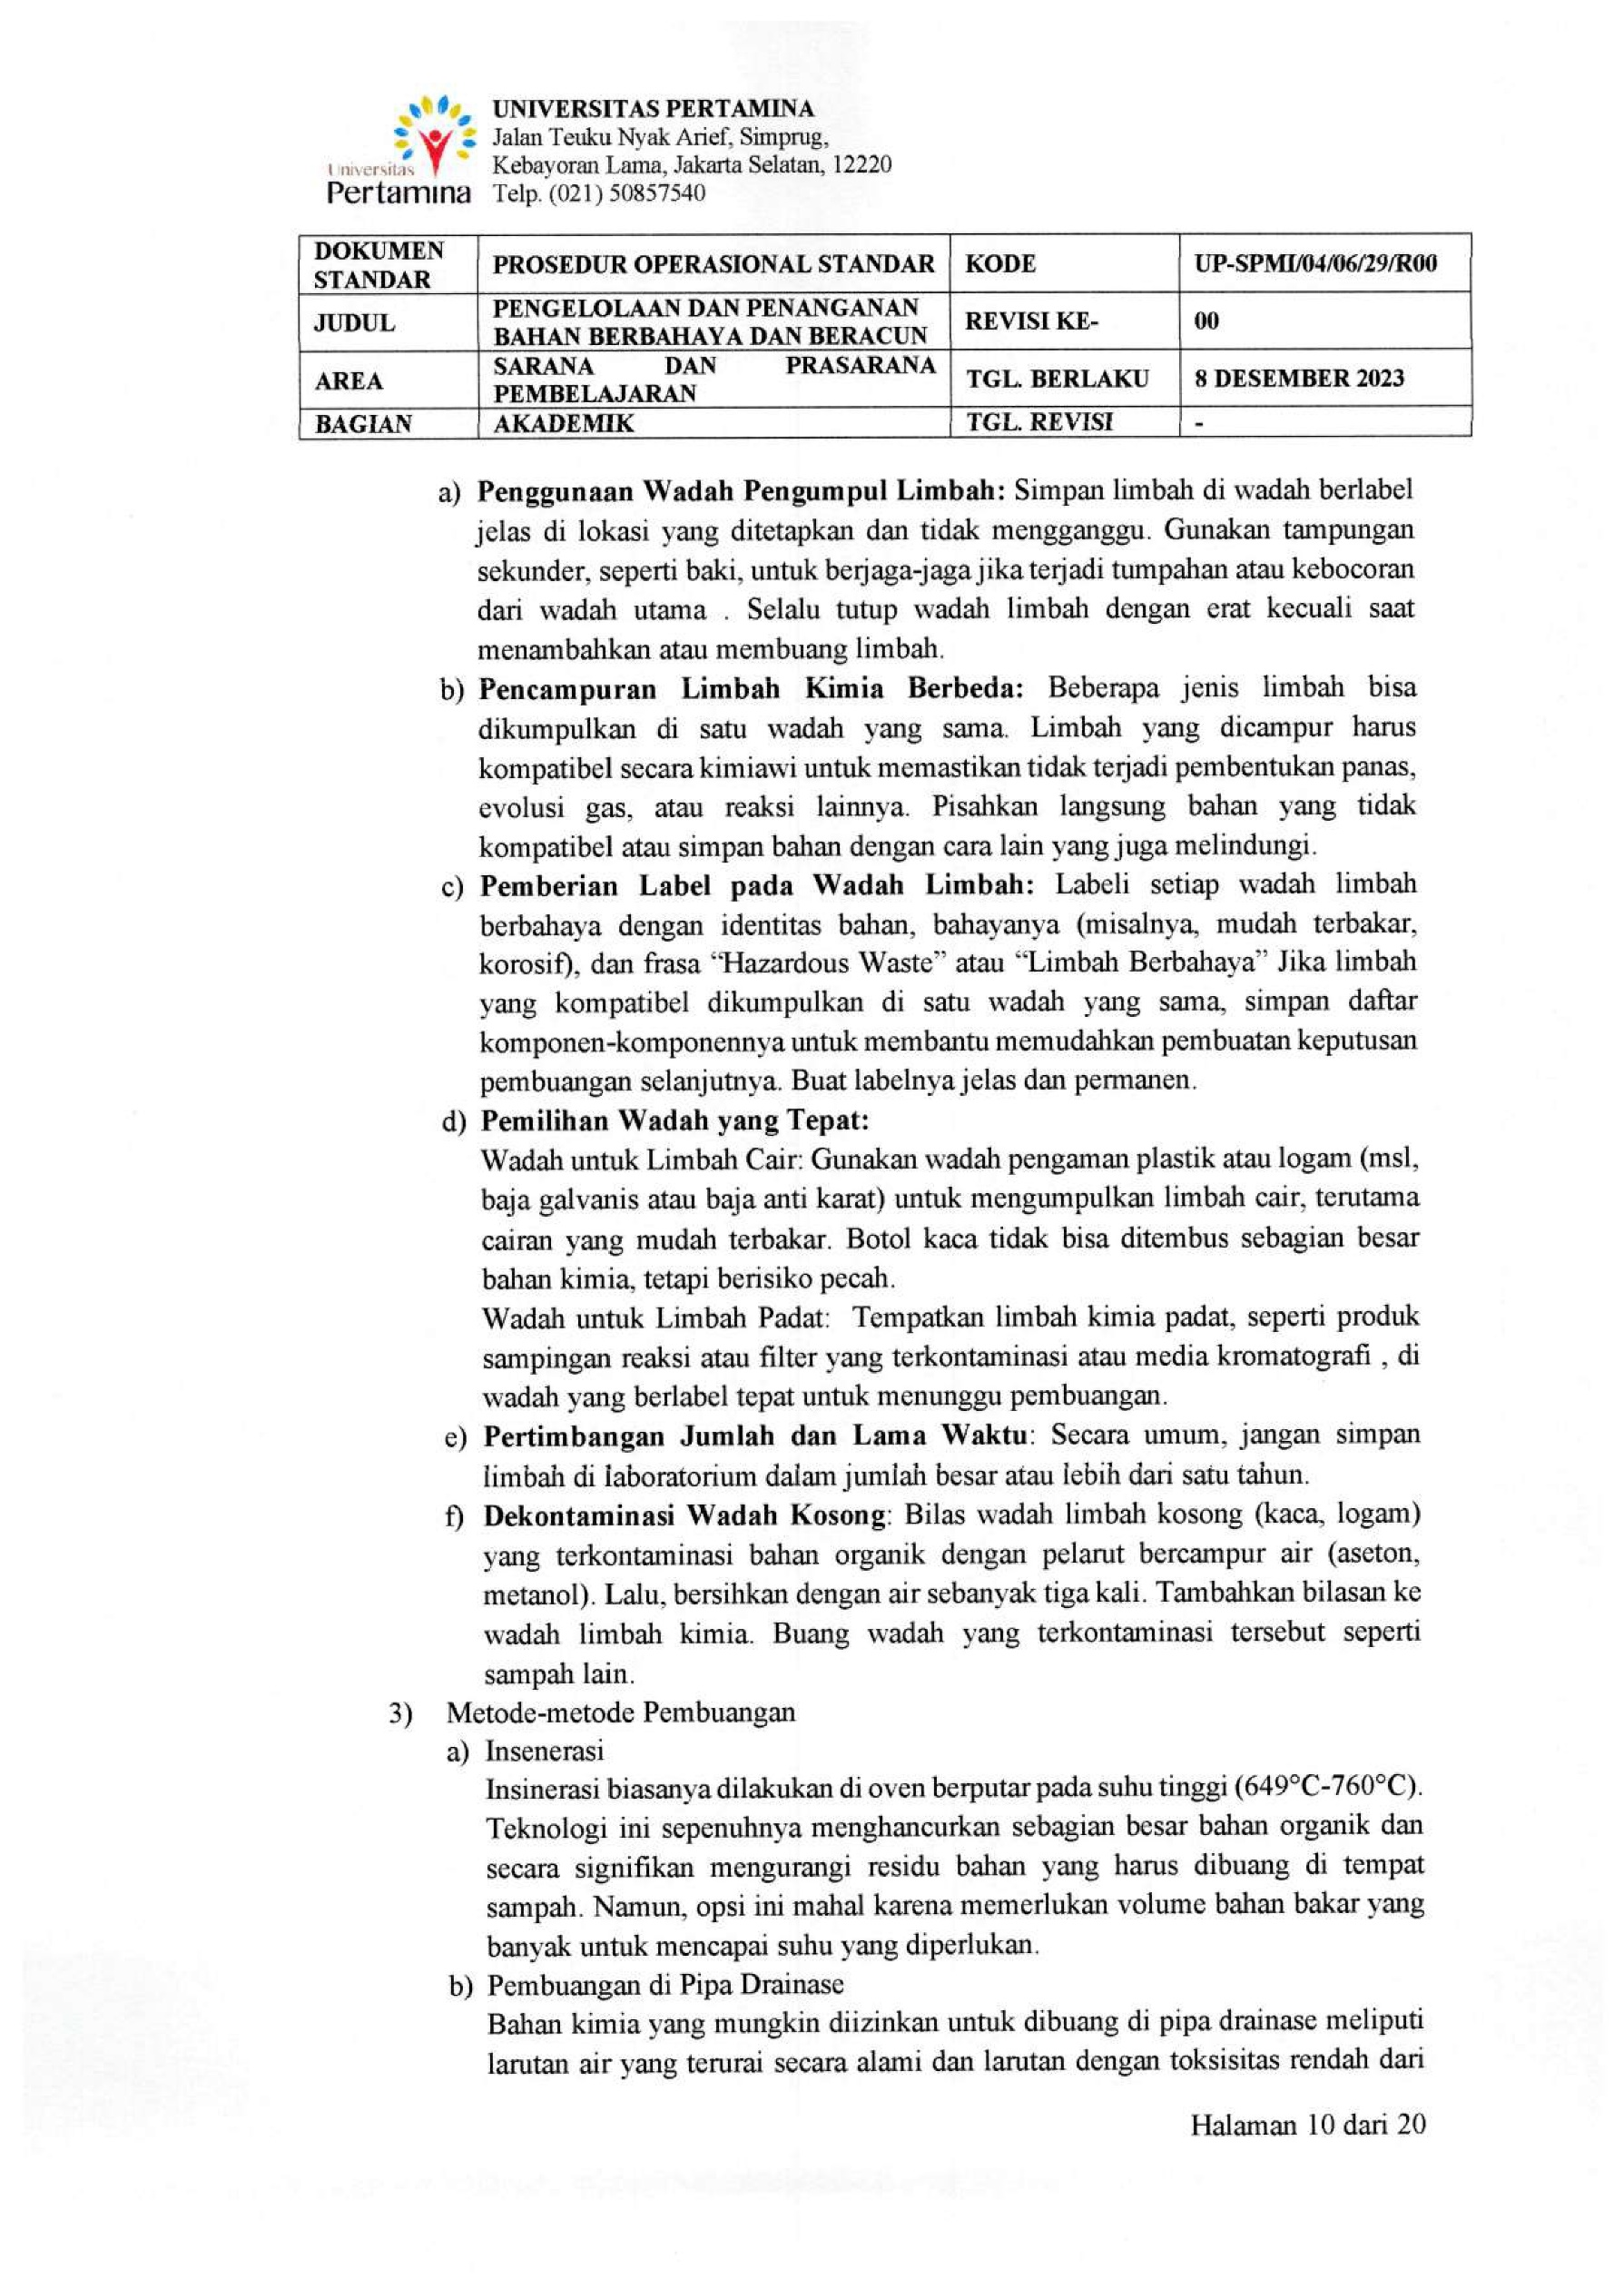 UNIVERSITAS PERTAMINA
Jalan Teuku Nyak Arief, Simprug,
Kebayoran Lama, Jakarta Selatan, 12220
Telp. (021) 50857540
Universitas
Pertamina
DOKUMEN STANDAR | PROSEDUR OPERASIONAL STANDAR | KODE | UP-SPMI/04/06/29/R00
JUDUL | PENGELOLAAN DAN PENANGANAN BAHAN BERBAHAYA DAN BERACUN | REVISI KE- | 00
AREA | SARANA DAN PRASARANA PEMBELAJARAN | TGL. BERLAKU | 8 DESEMBER 2023
BAGIAN | AKADEMIK | TGL. REVISI | -
a) Penggunaan Wadah Pengumpul Limbah: Simpan limbah di wadah berlabel
jelas di lokasi yang ditetapkan dan tidak mengganggu. Gunakan tampungan
sekunder, seperti baki, untuk berjaga-jaga jika terjadi tumpahan atau kebocoran
dari wadah utama . Selalu tutup wadah limbah dengan erat kecuali saat
menambahkan atau membuang limbah.
b) Pencampuran Limbah Kimia Berbeda: Beberapa jenis limbah bisa
dikumpulkan di satu wadah yang sama. Limbah yang dicampur harus
kompatibel secara kimiawi untuk memastikan tidak terjadi pembentukan panas,
evolusi gas, atau reaksi lainnya. Pisahkan langsung bahan yang tidak
kompatibel atau simpan bahan dengan cara lain yang juga melindungi.
c) Pemberian Label pada Wadah Limbah: Labeli setiap wadah limbah
berbahaya dengan identitas bahan, bahayanya (misalnya, mudah terbakar,
korosif), dan frasa “Hazardous Waste” atau “Limbah Berbahaya” Jika limbah
yang kompatibel dikumpulkan di satu wadah yang sama, simpan daftar
komponen-komponennya untuk membantu memudahkan pembuatan keputusan
pembuangan selanjutnya. Buat labelnya jelas dan permanen.
d) Pemilihan Wadah yang Tepat:
Wadah untuk Limbah Cair: Gunakan wadah pengaman plastik atau logam (msl,
baja galvanis atau baja anti karat) untuk mengumpulkan limbah cair, terutama
cairan yang mudah terbakar. Botol kaca tidak bisa ditembus sebagian besar
bahan kimia, tetapi berisiko pecah.
Wadah untuk Limbah Padat: Tempatkan limbah kimia padat, seperti produk
sampingan reaksi atau filter yang terkontaminasi atau media kromatografi , di
wadah yang berlabel tepat untuk menunggu pembuangan.
e) Pertimbangan Jumlah dan Lama Waktu: Secara umum, jangan simpan
limbah di laboratorium dalam jumlah besar atau lebih dari satu tahun.
f) Dekontaminasi Wadah Kosong: Bilas wadah limbah kosong (kaca, logam)
yang terkontaminasi bahan organik dengan pelarut bercampur air (aseton,
metanol). Lalu, bersihkan dengan air sebanyak tiga kali. Tambahkan bilasan ke
wadah limbah kimia. Buang wadah yang terkontaminasi tersebut seperti
sampah lain.
3) Metode-metode Pembuangan
a) Insenerasi
Insinerasi biasanya dilakukan di oven berputar pada suhu tinggi (649°C-760°C).
Teknologi ini sepenuhnya menghancurkan sebagian besar bahan organik dan
secara signifikan mengurangi residu bahan yang harus dibuang di tempat
sampah. Namun, opsi ini mahal karena memerlukan volume bahan bakar yang
banyak untuk mencapai suhu yang diperlukan.
b) Pembuangan di Pipa Drainase
Bahan kimia yang mungkin diizinkan untuk dibuang di pipa drainase meliputi
larutan air yang terurai secara alami dan larutan dengan toksisitas rendah dari
Halaman 10 dari 20